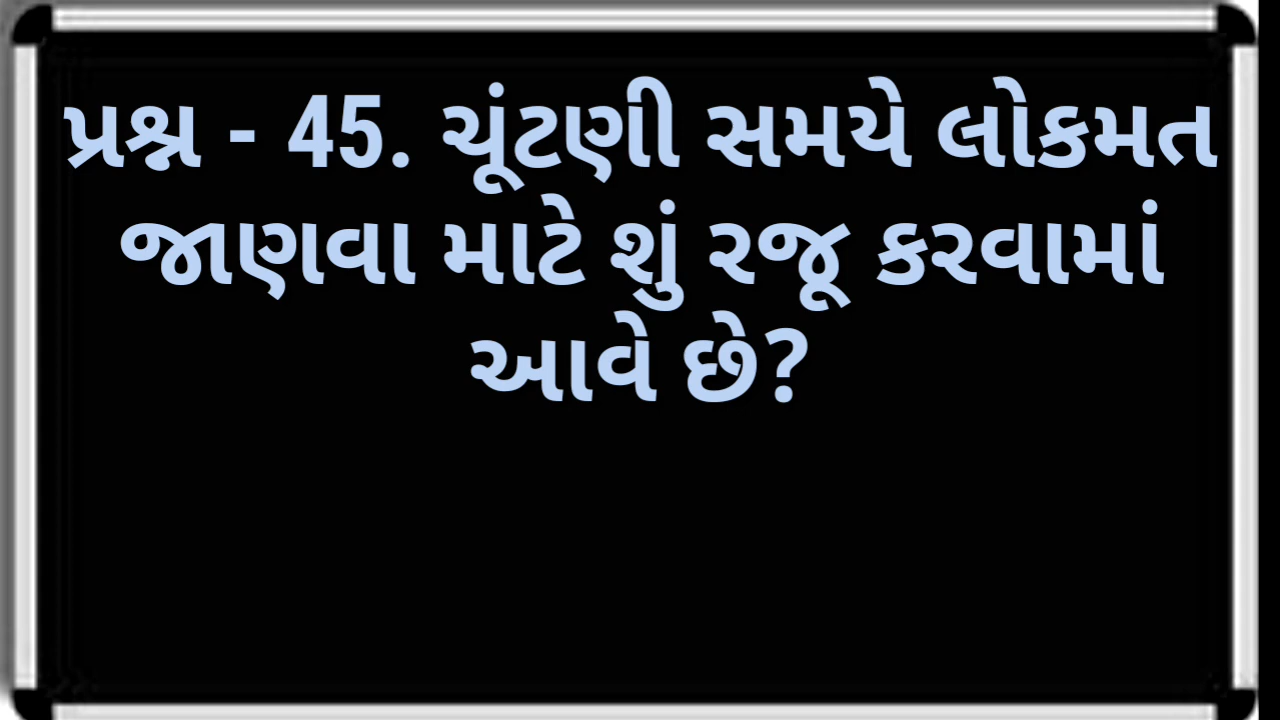 પ્રશ્ન - 45. ચૂંટણી સમયે લોકમત
જાણવા માટે શું રજૂ કરવામાં
આવે છે?